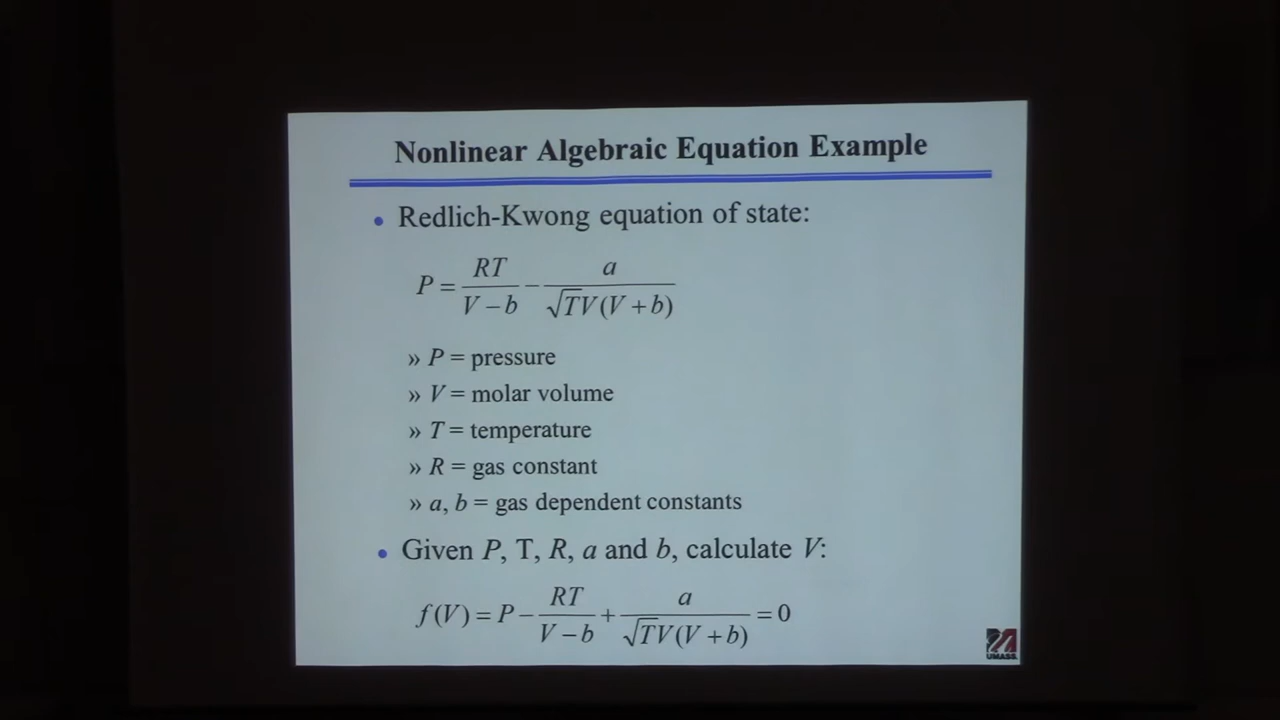 Nonlinear Algebraic Equation Example
• Redlich-Kwong equation of state:
P = RT / (V − b) − a / (√T V(V + b))
» P = pressure
» V = molar volume
» T = temperature
» R = gas constant
» a, b = gas dependent constants
• Given P, T, R, a and b, calculate V:
f(V) = P − RT / (V − b) + a / (√T V(V + b)) = 0
UMASS